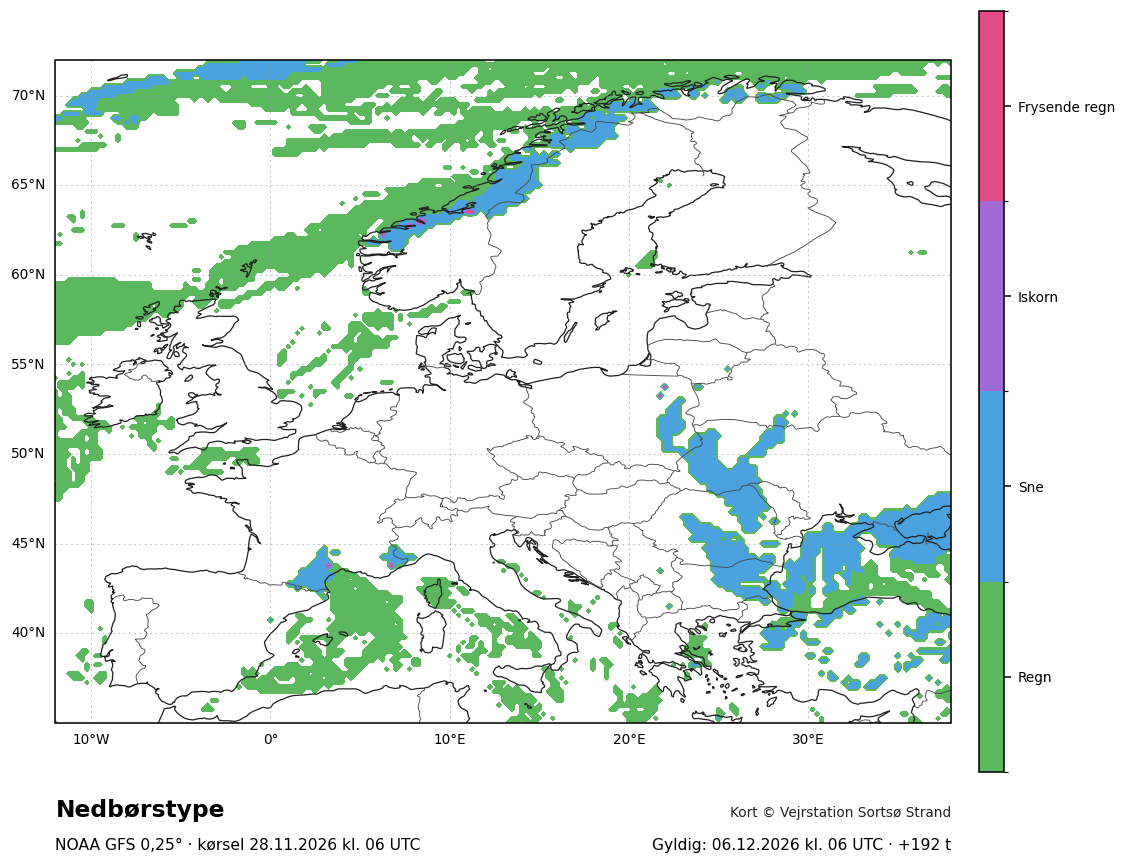 70°N
65°N
60°N
55°N
50°N
45°N
40°N
10°W
0°
10°E
20°E
30°E
Frysende regn
Iskorn
Sne
Regn
Nedbørstype
Kort © Vejrstation Sortsø Strand
NOAA GFS 0,25° · kørsel 28.11.2026 kl. 06 UTC
Gyldig: 06.12.2026 kl. 06 UTC · +192 t